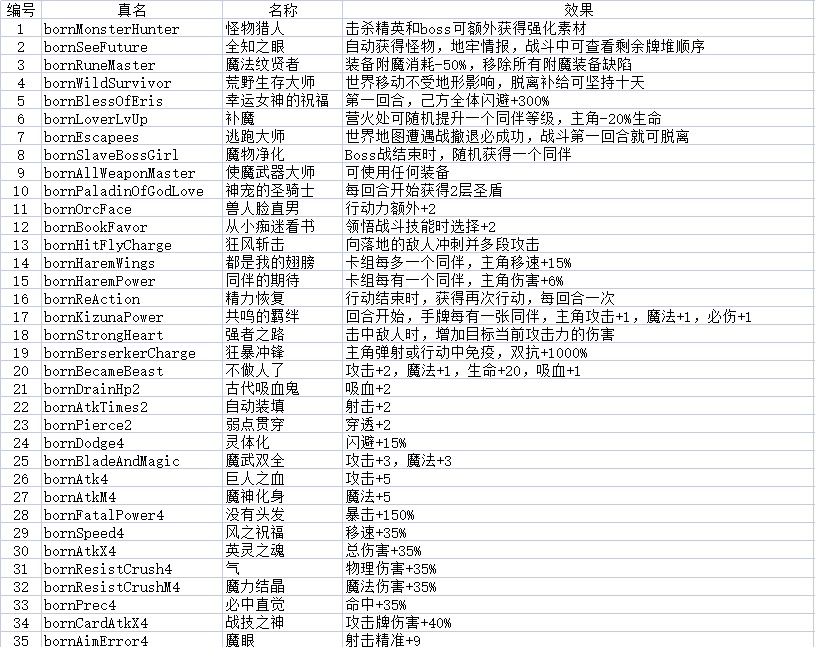 编号 真名 名称 效果
1 bornMonsterHunter 怪物猎人 击杀精英和boss可额外获得强化素材
2 bornSeeFuture 全知之眼 自动获得怪物，地牢情报，战斗中可查看剩余牌堆顺序
3 bornRuneMaster 魔法纹贤者 装备附魔消耗-50%，移除所有附魔装备缺陷
4 bornWildSurvivor 荒野生存大师 世界移动不受地形影响，脱离补给可坚持十天
5 bornBlessOfEris 幸运女神的祝福 第一回合，己方全体闪避+300%
6 bornLoverLvUp 补魔 营火处可随机提升一个同伴等级，主角-20%生命
7 bornEscapees 逃跑大师 世界地图遭遇战撤退必成功，战斗第一回合就可脱离
8 bornSlaveBossGirl 魔物净化 Boss战结束时，随机获得一个同伴
9 bornAllWeaponMaster 使魔武器大师 可使用任何装备
10 bornPaladinOfGodLove 神宠的圣骑士 每回合开始获得2层圣盾
11 bornOrcFace 兽人脸直男 行动力额外+2
12 bornBookFavor 从小痴迷看书 领悟战斗技能时选择+2
13 bornHitFlyCharge 狂风斩击 向落地的敌人冲刺并多段攻击
14 bornHaremWings 都是我的翅膀 卡组每多一个同伴，主角移速+15%
15 bornHaremPower 同伴的期待 卡组每有一个同伴，主角伤害+6%
16 bornReAction 精力恢复 行动结束时，获得再次行动，每回合一次
17 bornKizunaPower 共鸣的羁绊 回合开始，手牌每有一张同伴，主角攻击+1，魔法+1，必伤+1
18 bornStrongHeart 强者之路 击中敌人时，增加目标当前攻击力的伤害
19 bornBerserkerCharge 狂暴冲锋 主角弹射或行动中免疫，双抗+1000%
20 bornBecameBeast 不做人了 攻击+2，魔法+1，生命+20，吸血+1
21 bornDrainHp2 古代吸血鬼 吸血+2
22 bornAtkTimes2 自动装填 射击+2
23 bornPierce2 弱点贯穿 穿透+2
24 bornDodge4 灵体化 闪避+15%
25 bornBladeAndMagic 魔武双全 攻击+3，魔法+3
26 bornAtk4 巨人之血 攻击+5
27 bornAtkM4 魔神化身 魔法+5
28 bornFatalPower4 没有头发 暴击+150%
29 bornSpeed4 风之祝福 移速+35%
30 bornAtkX4 英灵之魂 总伤害+35%
31 bornResistCrush4 气 物理伤害+35%
32 bornResistCrushM4 魔力结晶 魔法伤害+35%
33 bornPrec4 必中直觉 命中+35%
34 bornCardAtkX4 战技之神 攻击牌伤害+40%
35 bornAimError4 魔眼 射击精准+9